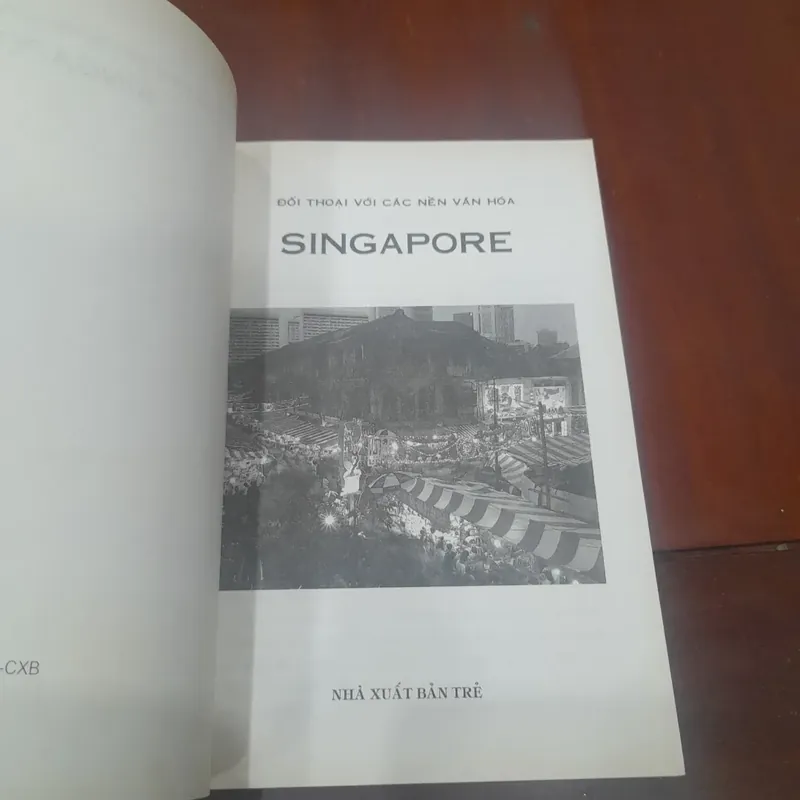 ĐỐI THOẠI VỚI CÁC NỀN VĂN HÓA
SINGAPORE
NHÀ XUẤT BẢN TRẺ
-CXB